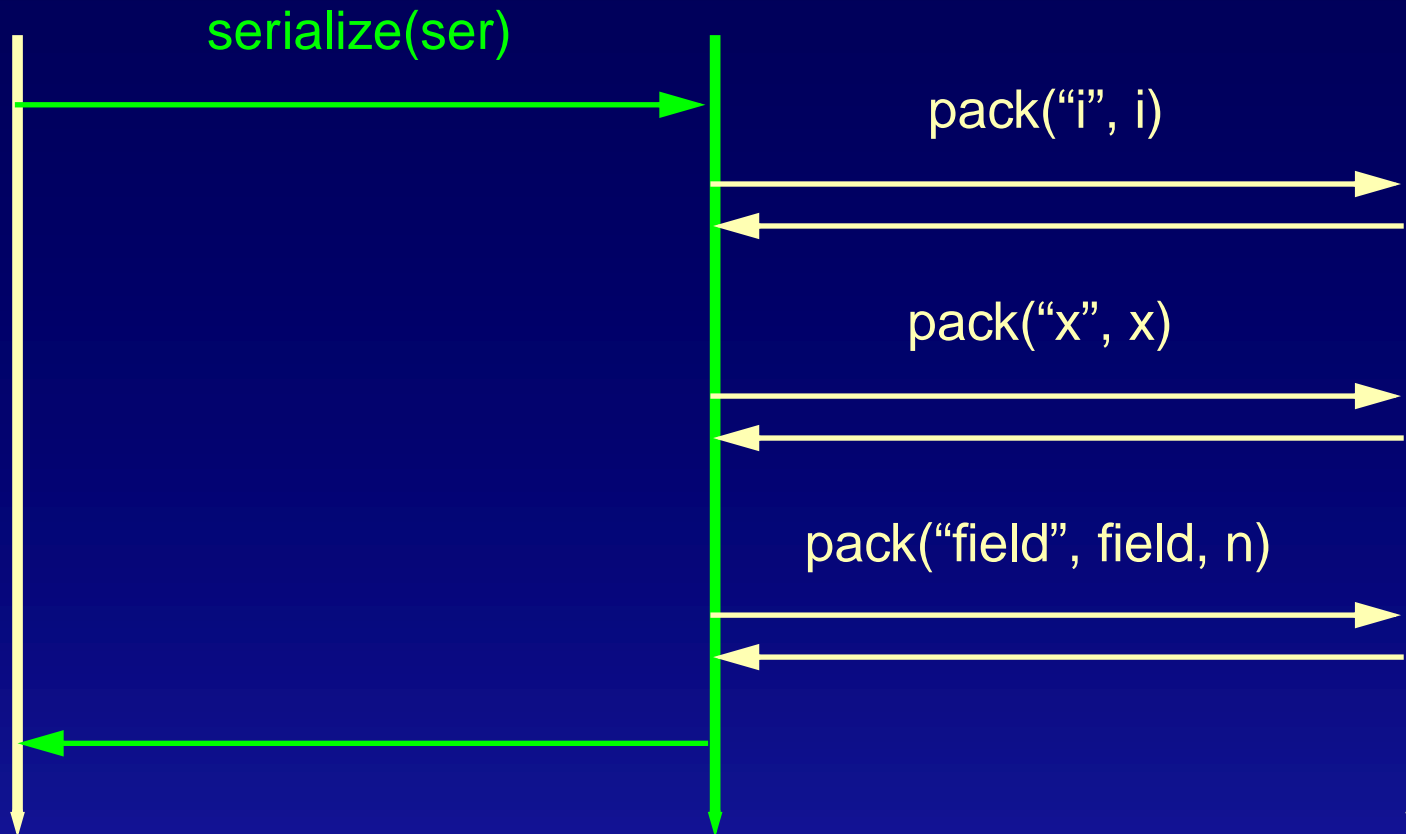 serialize(ser)
pack(“i”, i)
pack(“x”, x)
pack(“field”, field, n)